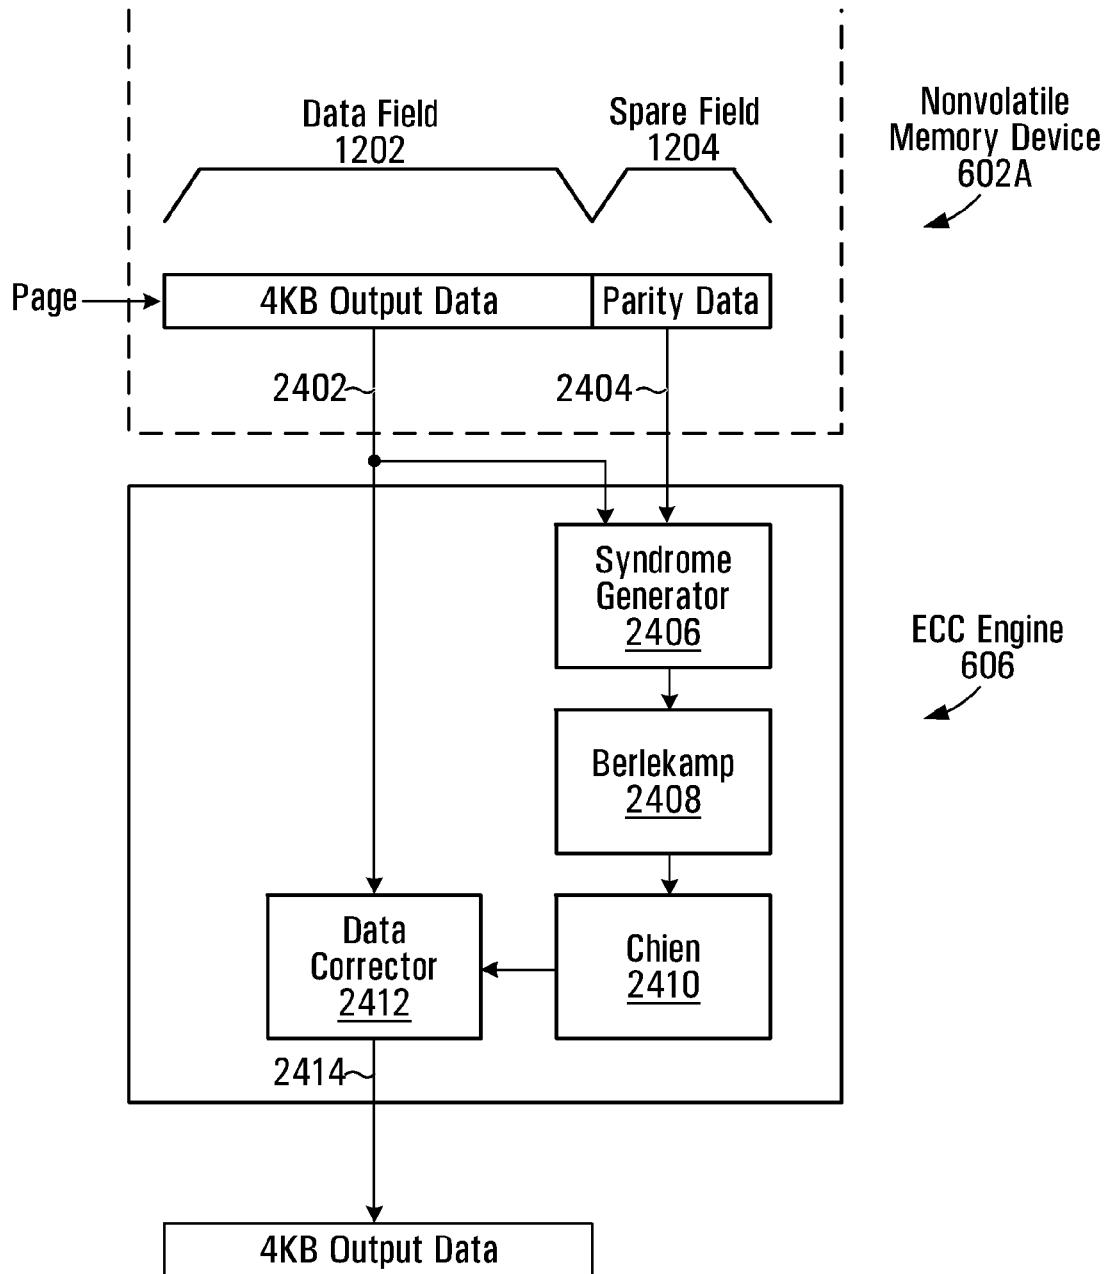 Data Field
1202
Spare Field
1204
Nonvolatile
Memory Device
602A
Page
4KB Output Data
Parity Data
2402
2404
Syndrome
Generator
2406
ECC Engine
606
Berlekamp
2408
Data
Corrector
2412
Chien
2410
2414
4KB Output Data